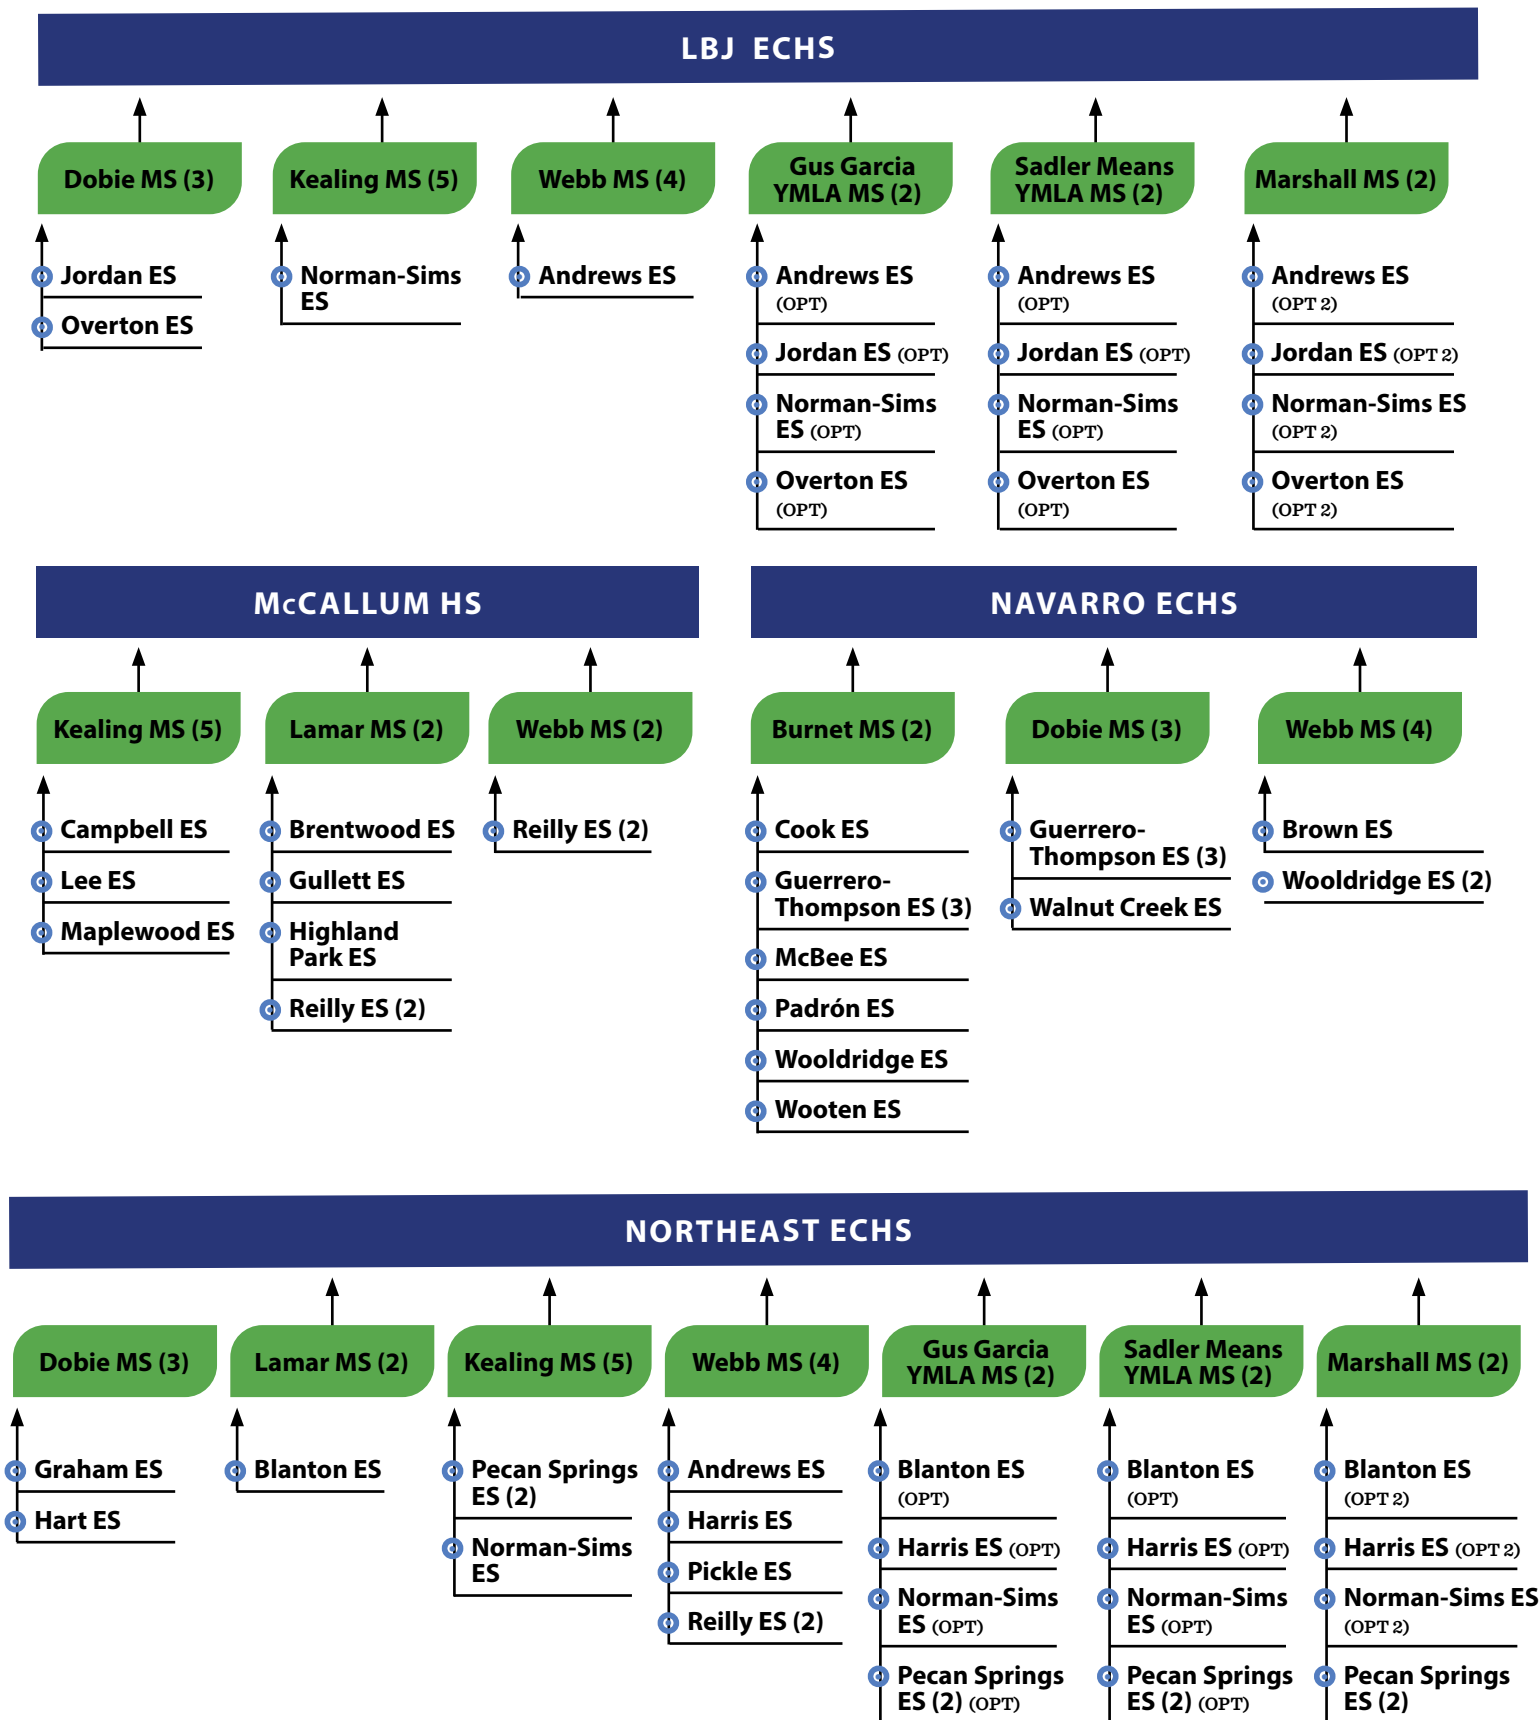 LBJ ECHS
Dobie MS (3)
Jordan ES
Overton ES
Kealing MS (5)
Norman-Sims
ES
Webb MS (4)
Andrews ES
Gus Garcia
YMLA MS (2)
Andrews ES
(OPT)
Jordan ES (OPT)
Norman-Sims
ES (OPT)
Overton ES
(OPT)
Sadler Means
YMLA MS (2)
Andrews ES
(OPT)
Jordan ES (OPT)
Norman-Sims
ES (OPT)
Overton ES
(OPT)
Marshall MS (2)
Andrews ES
(OPT 2)
Jordan ES (OPT 2)
Norman-Sims ES
(OPT 2)
Overton ES
(OPT 2)
McCALLUM HS
Kealing MS (5)
Campbell ES
Lee ES
Maplewood ES
Lamar MS (2)
Brentwood ES
Gullett ES
Highland
Park ES
Reilly ES (2)
Webb MS (2)
Reilly ES (2)
NAVARRO ECHS
Burnet MS (2)
Cook ES
Guerrero-
Thompson ES (3)
McBee ES
Padrón ES
Wooldridge ES
Wooten ES
Dobie MS (3)
Guerrero-
Thompson ES (3)
Walnut Creek ES
Webb MS (4)
Brown ES
Wooldridge ES (2)
NORTHEAST ECHS
Dobie MS (3)
Graham ES
Hart ES
Lamar MS (2)
Blanton ES
Kealing MS (5)
Pecan Springs
ES (2)
Norman-Sims
ES
Webb MS (4)
Andrews ES
Harris ES
Pickle ES
Reilly ES (2)
Gus Garcia
YMLA MS (2)
Blanton ES
(OPT)
Harris ES (OPT)
Norman-Sims
ES (OPT)
Pecan Springs
ES (2) (OPT)
Sadler Means
YMLA MS (2)
Blanton ES
(OPT)
Harris ES (OPT)
Norman-Sims
ES (OPT)
Pecan Springs
ES (2) (OPT)
Marshall MS (2)
Blanton ES
(OPT 2)
Harris ES (OPT 2)
Norman-Sims ES
(OPT 2)
Pecan Springs
ES (2)